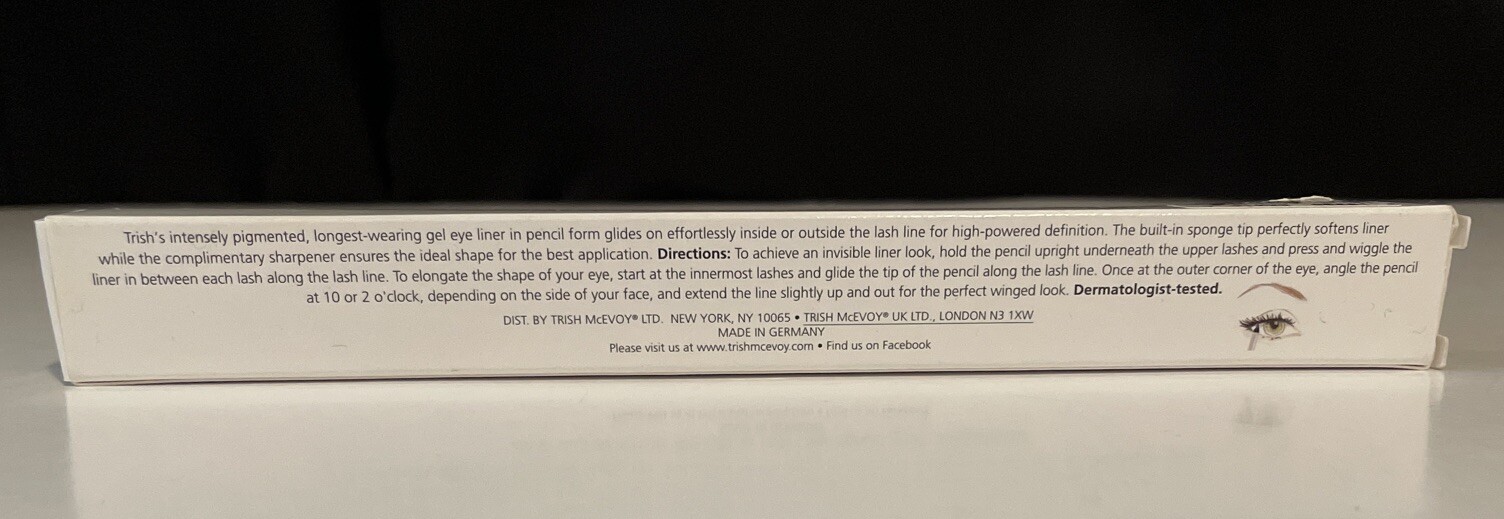 Trish's intensely pigmented, longest-wearing gel eye liner in pencil form glides on effortlessly inside or outside the lash line for high-powered definition. The built-in sponge tip perfectly softens liner
while the complimentary sharpener ensures the ideal shape for the best application. Directions: To achieve an invisible liner look, hold the pencil upright underneath the upper lashes and press and wiggle the
liner in between each lash along the lash line. To elongate the shape of your eye, start at the innermost lashes and glide the tip of the pencil along the lash line. Once at the outer corner of the eye, angle the pencil
at 10 or 2 o'clock, depending on the side of your face, and extend the line slightly up and out for the perfect winged look. Dermatologist-tested.
DIST. BY TRISH McEVOY® LTD. NEW YORK, NY 10065 • TRISH McEVOY® UK LTD., LONDON N3 1XW
MADE IN GERMANY
Please visit us at www.trishmcevoy.com • Find us on Facebook